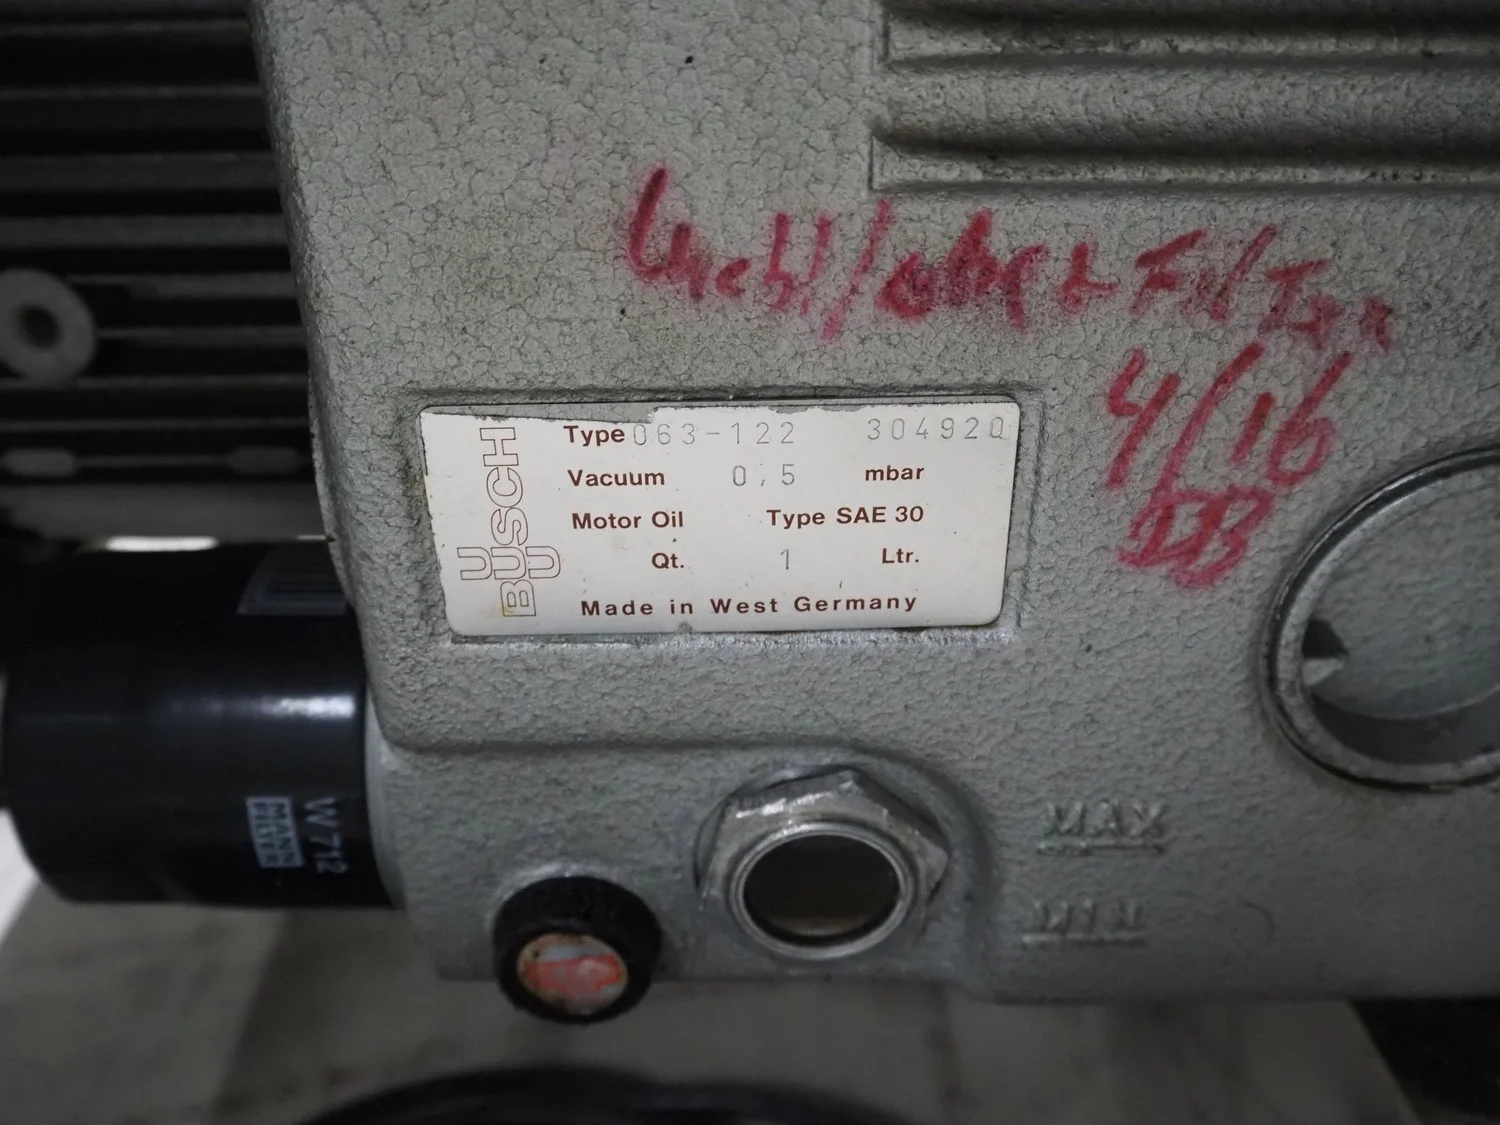 4/16
DB
BUSCH
Type 063-122 304920
Vacuum 0,5 mbar
Motor Oil Type SAE 30
Qt. 1 Ltr.
Made in West Germany
W 712
MANN
FILTER
MAX
MIN